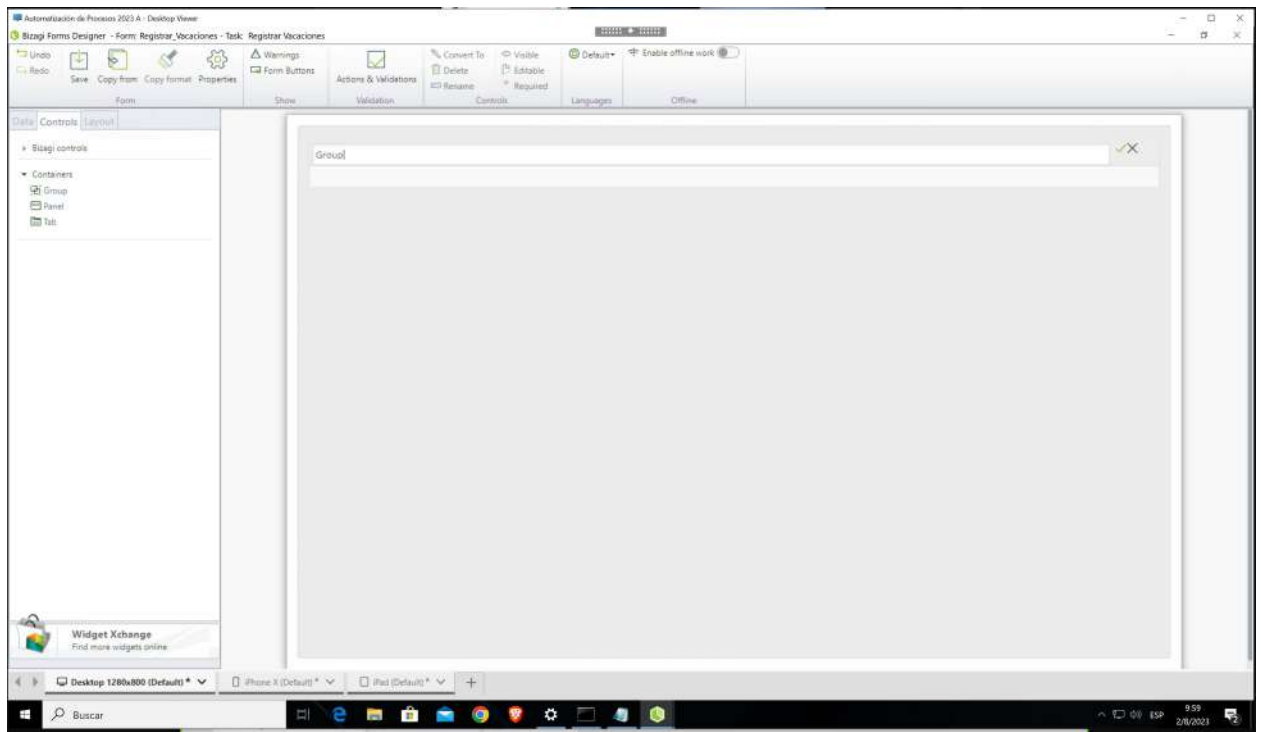 Automatización de Procesos 2023 A - Desktop Viewer
Bizagi Forms Designer - Form: Registrar_Vacaciones - Task: Registrar Vacaciones
Undo
Redo
Save Copy from Copy format Properties
Form
Warnings
Form Buttons
Show
Actions & Validations
Validation
Convert To
Delete
Rename
Visible
Editable
Required
Controls
Default
Languages
Enable offline work
Offline
Data Controls Layout
Bizagi controls
Containers
Group
Panel
Tab
Group
Widget Xchange
Find more widgets online
Desktop 1280x800 (Default) * iPhone X (Default) * iPad (Default) * +
Buscar
ESP
9:59
2/8/2023